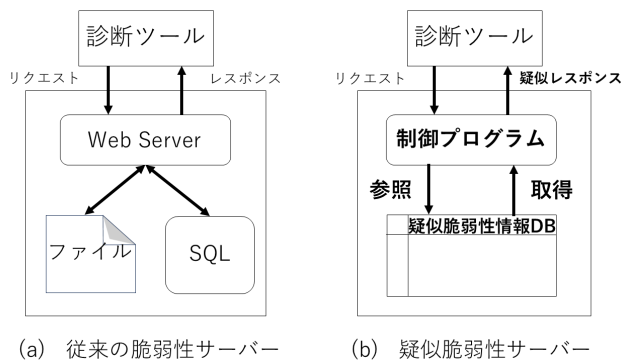 診断ツール
リクエスト
レスポンス
Web Server
ファイル
SQL
(a) 従来の脆弱性サーバー
診断ツール
リクエスト
疑似レスポンス
制御プログラム
参照
取得
疑似脆弱性情報DB
(b) 疑似脆弱性サーバー